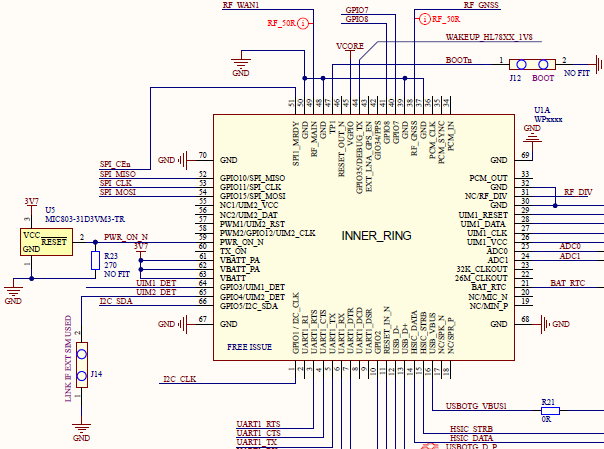 RF_WAN1
RF_GNSS
GPIO7
GPIO8
RF_50R
RF_50R
VCORE
WAKEUP_HL78XX_1V8
BOOTn
GND
1
2
J12
BOOT
NO FIT
GND
51
50
49
48
47
46
45
44
43
42
41
40
39
38
37
36
35
34
U1A
WPxxxx
GND
SPI1_MRDY
GND
RF_MAIN
GND
TP1
RESET_OUT_N
VGPIO
GPIO35/DEBUG_TX
EXT_LNA_GPS_EN
GIO34/PPS
GPIO8
GPIO7
GND
RF_GNSS
GND
PCM_CLK
PCM_SYNC
PCM_IN
GND
70
GND
GND
69
SPI_CEn
SPI_MISO
52
GPIO10/SPI_MISO
SPI_CLK
53
GPIO11/SPI_CLK
SPI_MOSI
54
GPIO15/SPI_MOSI
55
NC1/UIM2_VCC
56
NC2/UIM2_DAT
57
PWM1/UIM2_RST
58
PWM1/GPIO12/UIM2_CLK
PWR_ON_N
59
PWR_ON_N
60
TX_ON
61
VBATT_PA
62
VBATT_PA
63
VBATT
UIM1_DET
64
GPIO3/UIM1_DET
UIM2_DET
65
GPIO4/UIM2_DET
I2C_SDA
66
GPIO5/I2C_SDA
PCM_OUT
33
GND
32
NC/RF_DIV
31
RF_DIV
GND
30
UIM1_RESET
29
UIM1_DATA
28
UIM1_CLK
27
UIM1_VCC
26
ADC0
25
ADC0
ADC1
24
ADC1
32K_CLKOUT
23
26M_CLKOUT
22
BAT_RTC
21
BAT_RTC
NC/MIC_N
20
NC/MIN_P
19
INNER_RING
3V7
U5
MIC803-31D3VM3-TR
3
VCC
RESET
2
GND
1
GND
R23
270
NO FIT
3V7
GND
67
GND
GND
68
GND
FREE ISSUE
GPIO1 / I2C_CLK
UART1_RI
UART1_RTS
UART1_CTS
UART1_TX
UART1_RX
UART1_DTR
UART1_DCD
UART1_DSR
GPIO2
RESET_IN_N
USB_D-
USB_D+
HSIC_DATA
HSIC_STRB
USB_VBUS
NC/SPK_N
NC/SPR_P
1
2
3
4
5
6
7
8
9
10
11
12
13
14
15
16
17
18
LINK IF EXT SIM USED
2
1
J14
GND
I2C_CLK
UART1_RTS
UART1_CTS
UART1_TX
USBOTG_VBUS1
R21
0R
HSIC_STRB
HSIC_DATA
USBOTG_D_P